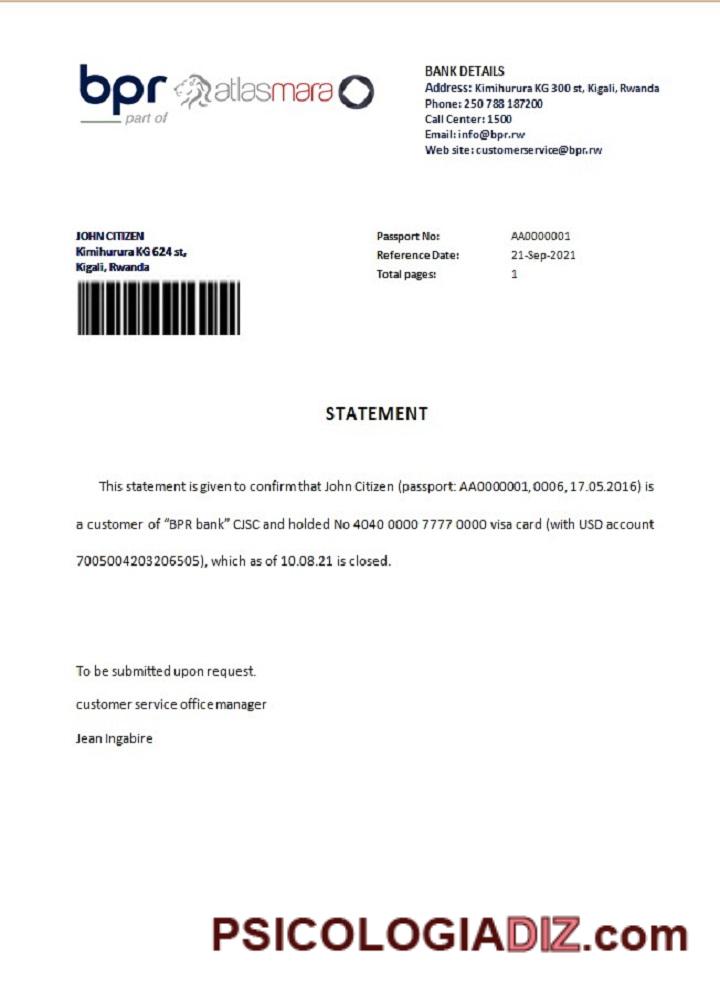 bpr atlasmara
part of
BANK DETAILS
Address: Kimihurura KG 300 st, Kigali, Rwanda
Phone: 250 788 187200
Call Center: 1500
Email: info@bpr.rw
Web site: customerservice@bpr.rw
JOHN CITIZEN
Kimihurura KG 624 st,
Kigali, Rwanda
Passport No: AA0000001
Reference Date: 21-Sep-2021
Total pages: 1
STATEMENT
This statement is given to confirm that John Citizen (passport: AA0000001, 0006, 17.05.2016) is
a customer of “BPR bank” CJSC and holded No 4040 0000 7777 0000 visa card (with USD account
7005004203206505), which as of 10.08.21 is closed.
To be submitted upon request.
customer service office manager
Jean Ingabire
PSICOLOGIADIZ.com